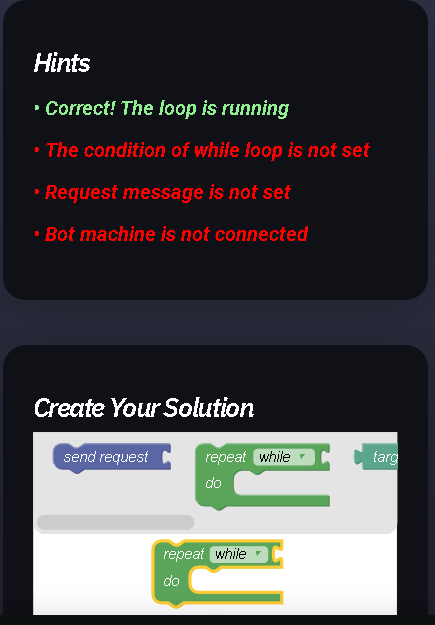 Hints
• Correct! The loop is running
• The condition of while loop is not set
• Request message is not set
• Bot machine is not connected
Create Your Solution
send request repeat while ▼ targ
do
repeat while ▼
do